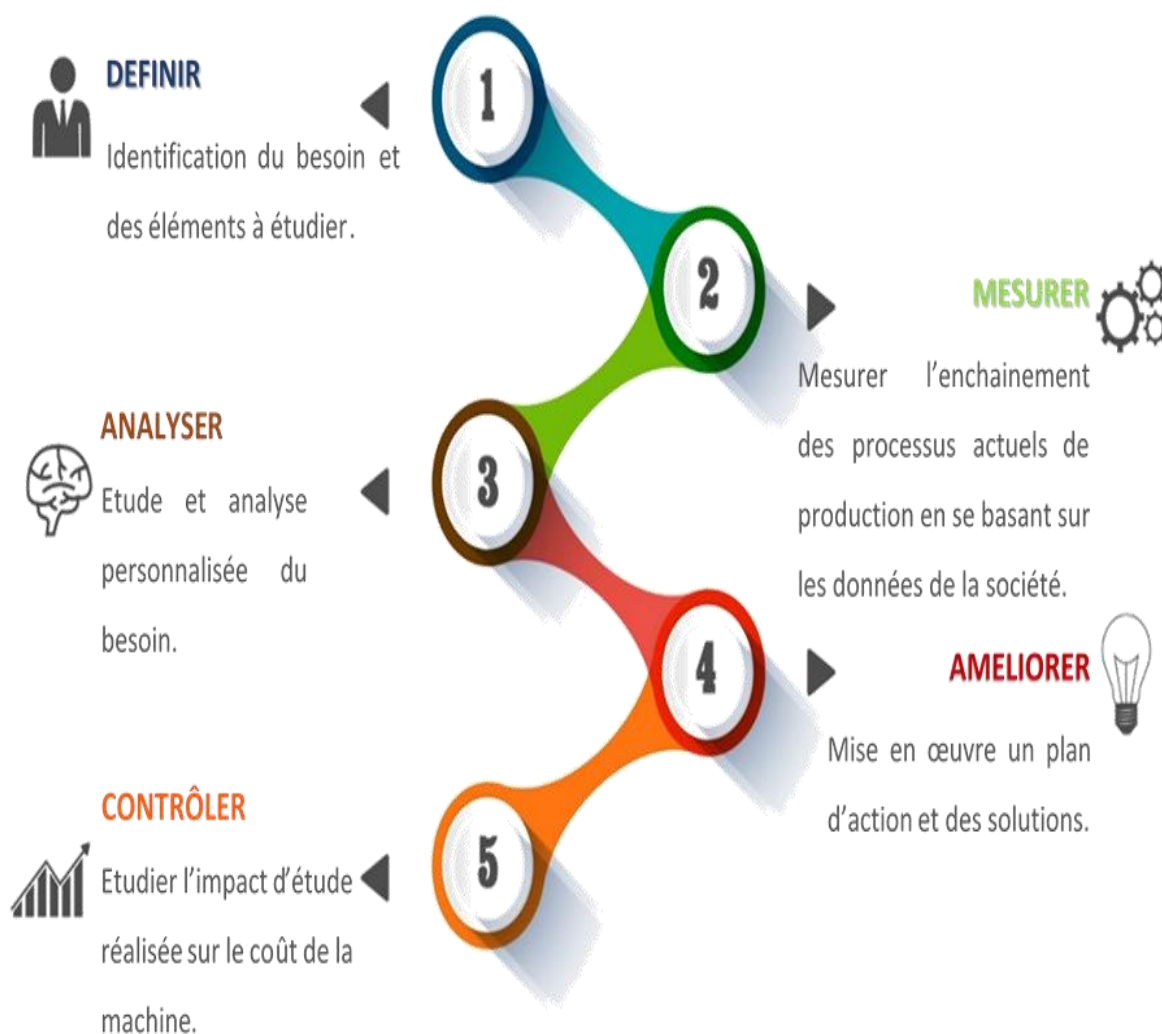 1
DEFINIR
Identification du besoin et
des éléments à étudier.
2
MESURER
Mesurer l'enchainement
des processus actuels de
production en se basant sur
les données de la société.
3
ANALYSER
Etude et analyse
personnalisée du
besoin.
4
AMELIORER
Mise en œuvre un plan
d'action et des solutions.
5
CONTRÔLER
Etudier l'impact d'étude
réalisée sur le coût de la
machine.